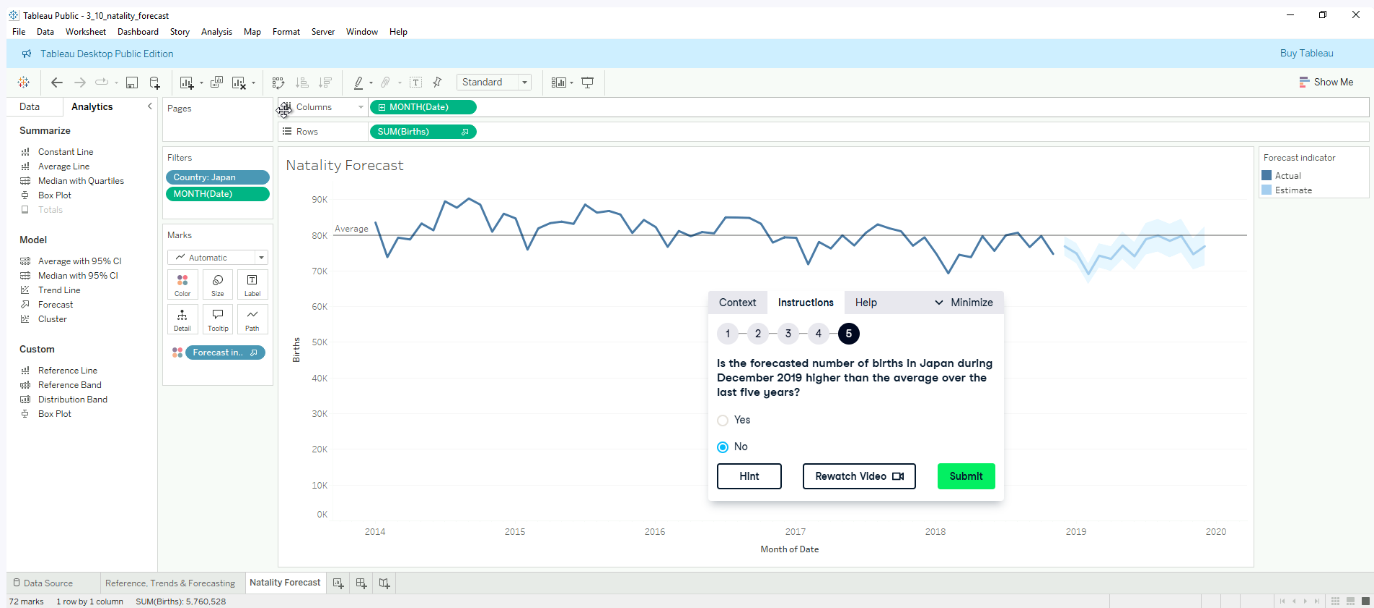 Tableau Public - 3_10_natality_forecast
File Data Worksheet Dashboard Story Analysis Map Format Server Window Help
Tableau Desktop Public Edition
Buy Tableau
Standard
Show Me
Data
Analytics
Summarize
Constant Line
Average Line
Median with Quartiles
Box Plot
Totals
Model
Average with 95% CI
Median with 95% CI
Trend Line
Forecast
Cluster
Custom
Reference Line
Reference Band
Distribution Band
Box Plot
Pages
Filters
Country: Japan
MONTH(Date)
Marks
Automatic
Color
Size
Label
Detail
Tooltip
Path
Forecast in..
Columns
MONTH(Date)
Rows
SUM(Births)
Natality Forecast
90K
80K
70K
60K
50K
40K
30K
20K
10K
0K
Births
Average
2014
2015
2016
2017
2018
2019
2020
Month of Date
Context
Instructions
Help
Minimize
1
2
3
4
5
Is the forecasted number of births in Japan during
December 2019 higher than the average over the
last five years?
Yes
No
Hint
Rewatch Video
Submit
Forecast indicator
Actual
Estimate
Data Source
Reference, Trends & Forecasting
Natality Forecast
72 marks
1 row by 1 column
SUM(Births): 5,760,528